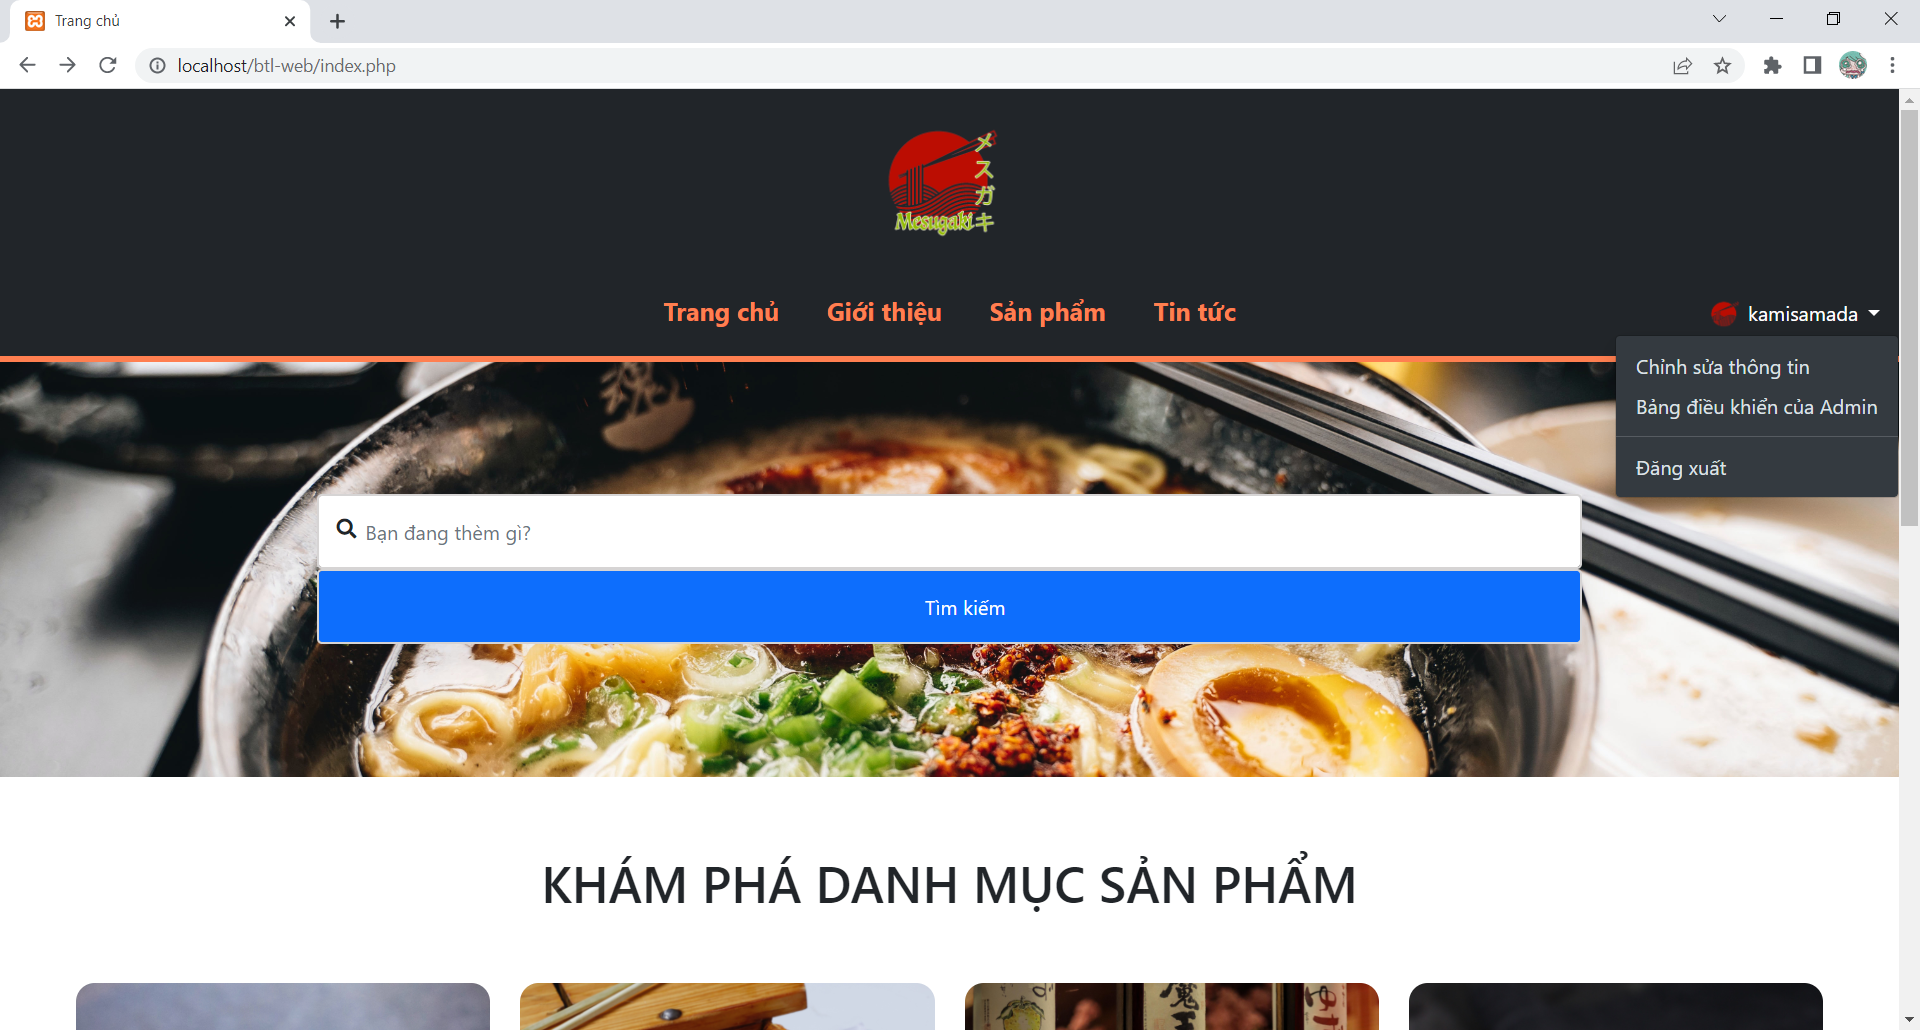 Trang chủ
localhost/btl-web/index.php
メスガキ
Mesugaki
Trang chủ
Giới thiệu
Sản phẩm
Tin tức
kamisamada
Chỉnh sửa thông tin
Bảng điều khiển của Admin
Đăng xuất
魂
Bạn đang thèm gì?
Tìm kiếm
KHÁM PHÁ DANH MỤC SẢN PHẨM
魔